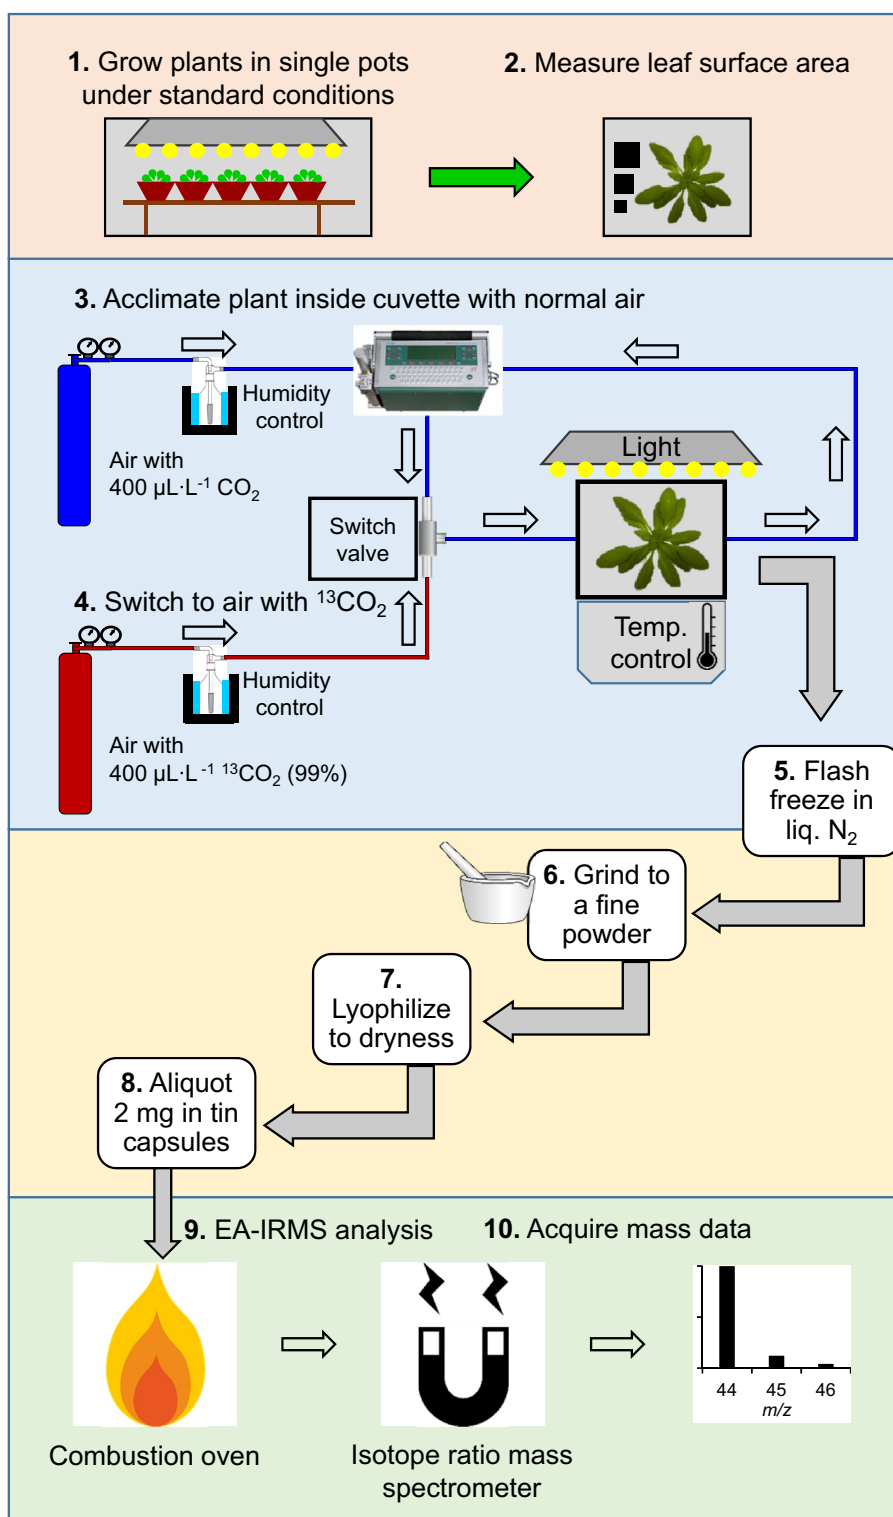 1. Grow plants in single pots
under standard conditions
2. Measure leaf surface area
3. Acclimate plant inside cuvette with normal air
Humidity
control
Air with
400 µL·L⁻¹ CO₂
Light
Switch
valve
4. Switch to air with ¹³CO₂
Temp.
control
Humidity
control
Air with
400 µL·L⁻¹ ¹³CO₂ (99%)
5. Flash
freeze in
liq. N₂
6. Grind to
a fine
powder
7.
Lyophilize
to dryness
8. Aliquot
2 mg in tin
capsules
9. EA-IRMS analysis
10. Acquire mass data
44 45 46
m/z
Combustion oven
Isotope ratio mass
spectrometer